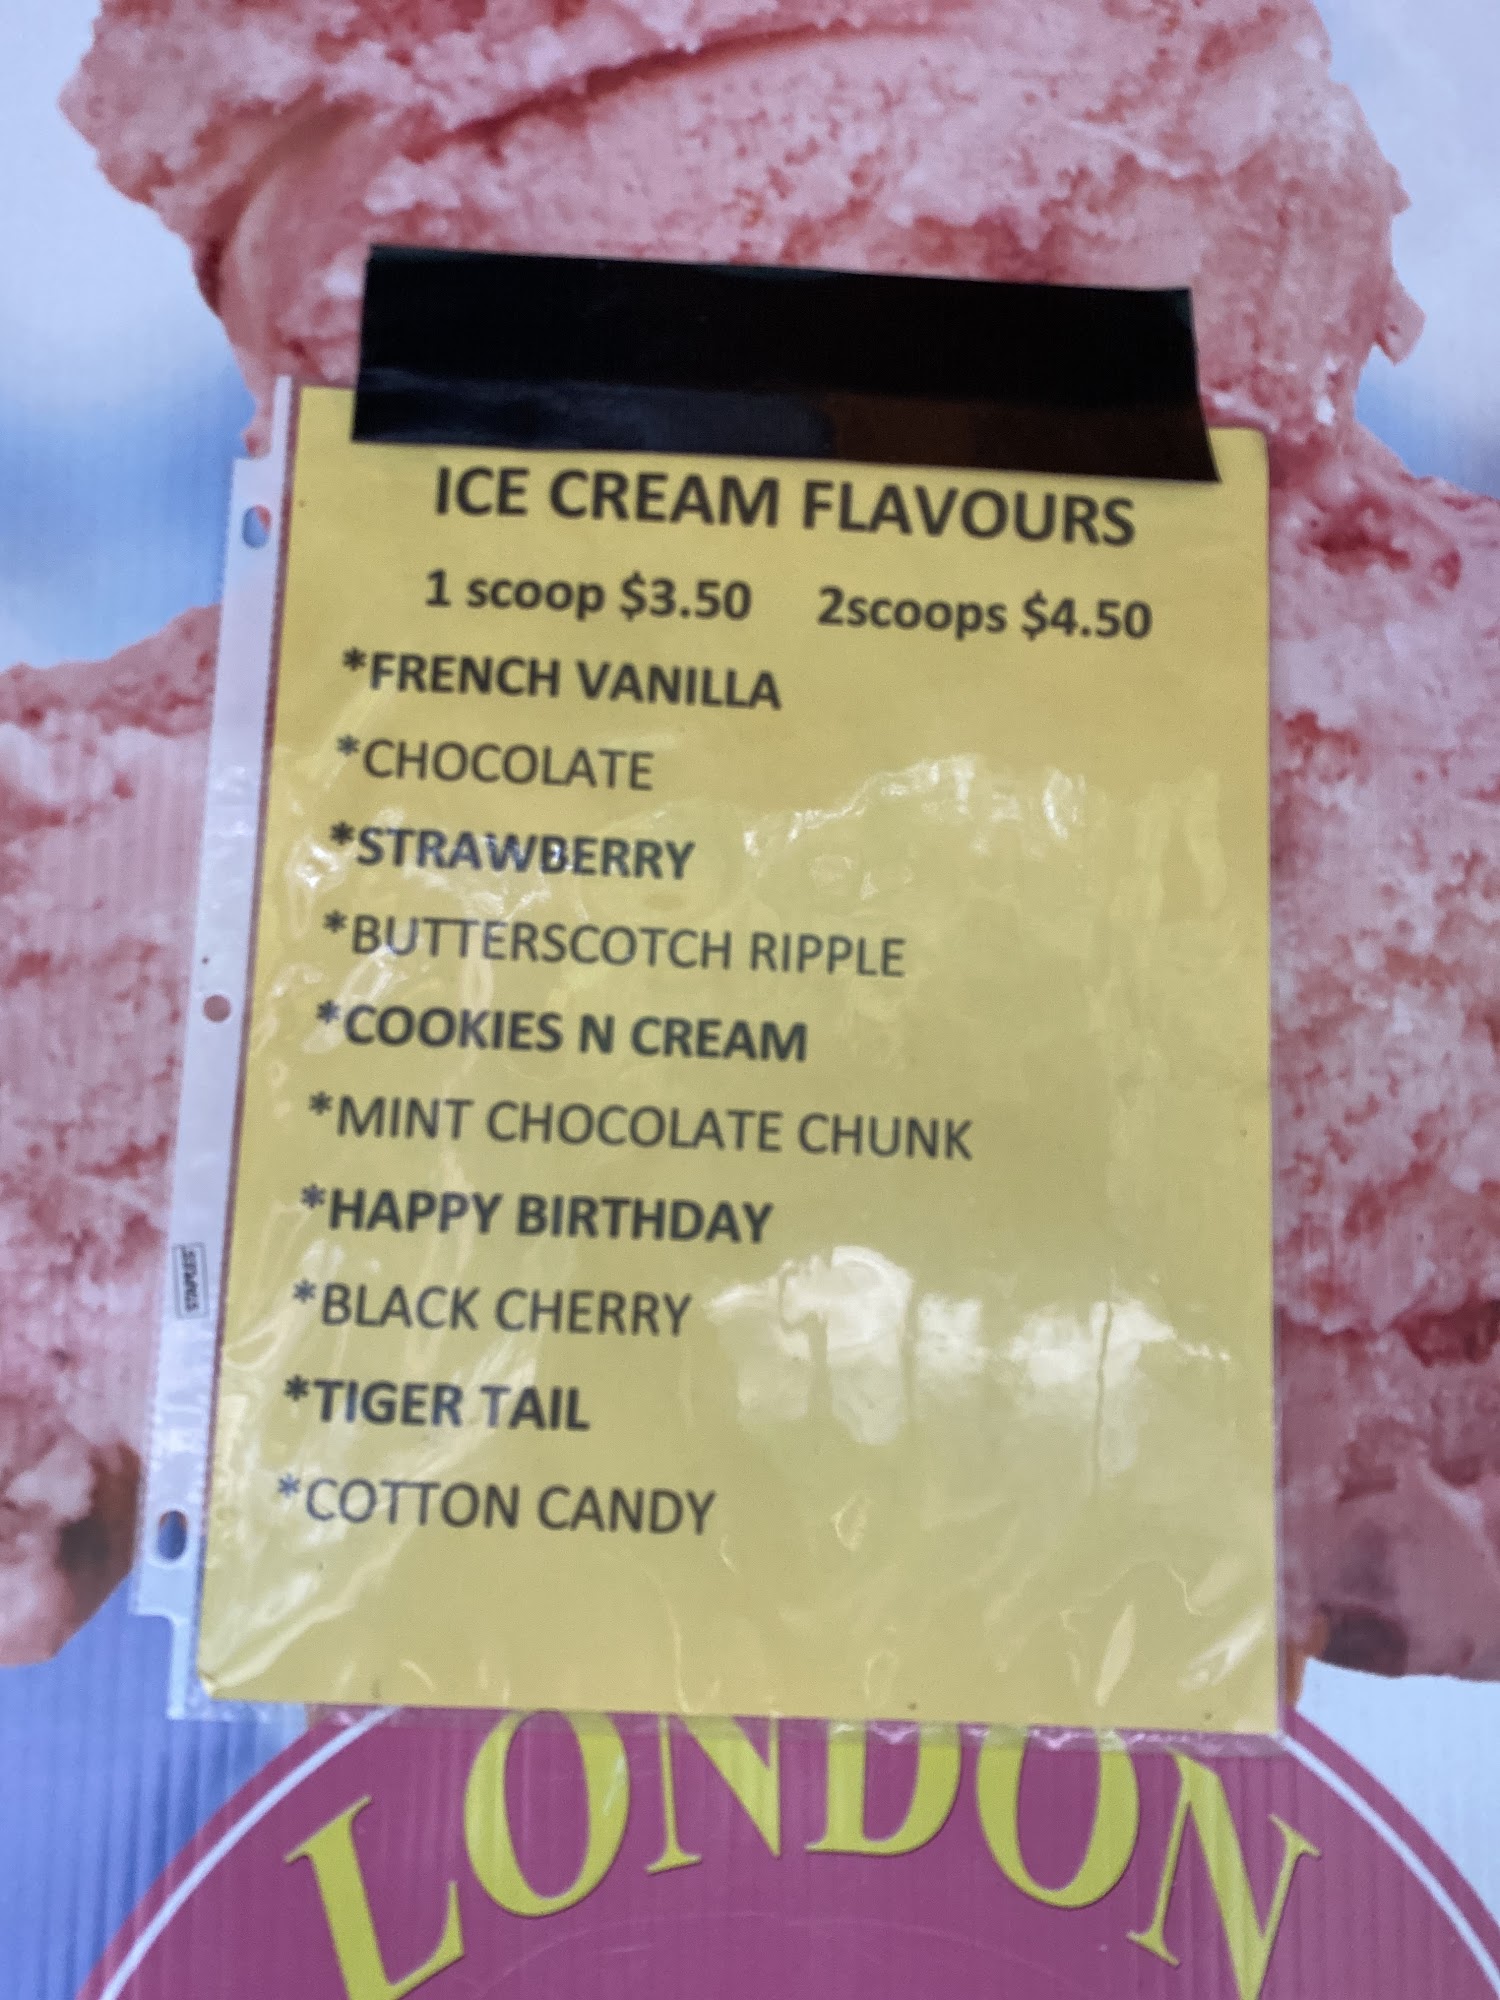 ICE CREAM FLAVOURS
1 scoop $3.50 2scoops $4.50
*FRENCH VANILLA
*CHOCOLATE
*STRAWBERRY
*BUTTERSCOTCH RIPPLE
*COOKIES N CREAM
*MINT CHOCOLATE CHUNK
*HAPPY BIRTHDAY
*BLACK CHERRY
*TIGER TAIL
*COTTON CANDY
STAPLES
LONDON